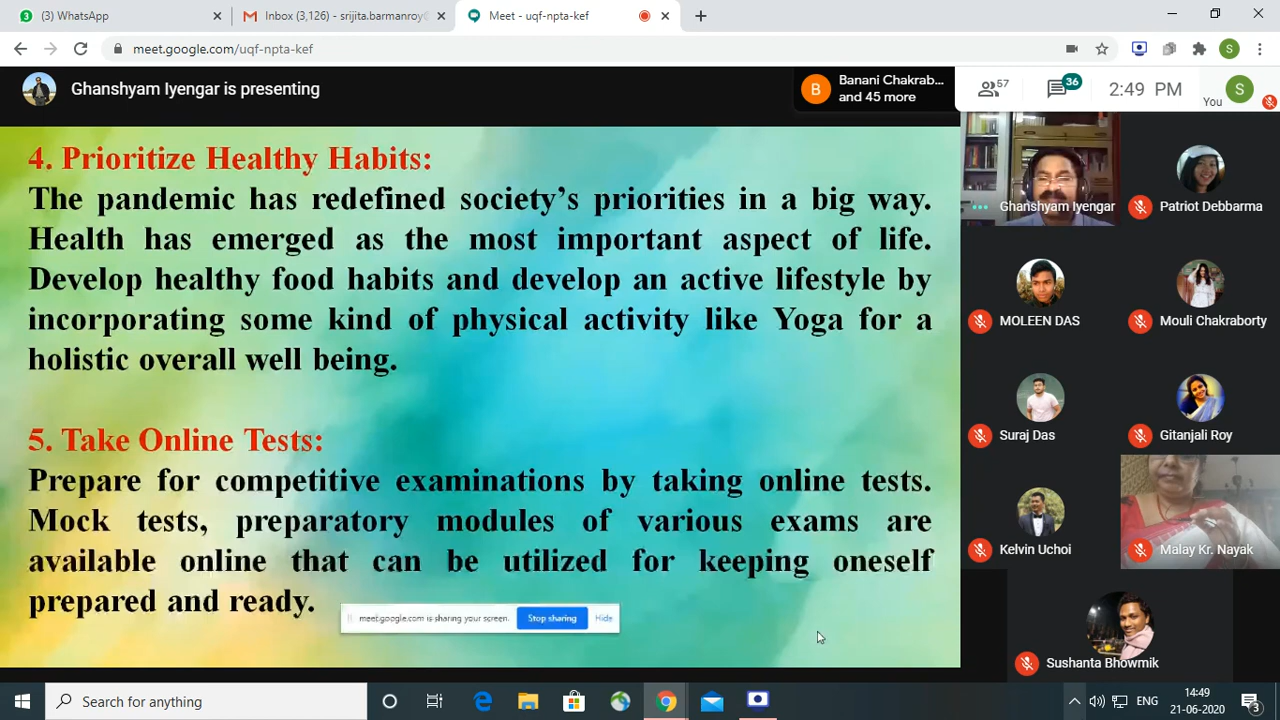 (3) WhatsApp
Inbox (3,126) - srijita.barmanroy@
Meet - uqf-npta-kef
meet.google.com/uqf-npta-kef
S
Ghanshyam Iyengar is presenting
B
Banani Chakrab...
and 45 more
57
36
2:49 PM
You
S
4. Prioritize Healthy Habits:
The pandemic has redefined society's priorities in a big way.
Health has emerged as the most important aspect of life.
Develop healthy food habits and develop an active lifestyle by
incorporating some kind of physical activity like Yoga for a
holistic overall well being.
5. Take Online Tests:
Prepare for competitive examinations by taking online tests.
Mock tests, preparatory modules of various exams are
available online that can be utilized for keeping oneself
prepared and ready.
meet.google.com is sharing your screen.
Stop sharing
Hide
Ghanshyam Iyengar
Patriot Debbarma
MOLEEN DAS
Mouli Chakraborty
Suraj Das
Gitanjali Roy
Kelvin Uchoi
Malay Kr. Nayak
Sushanta Bhowmik
Search for anything
ENG
14:49
21-06-2020
3